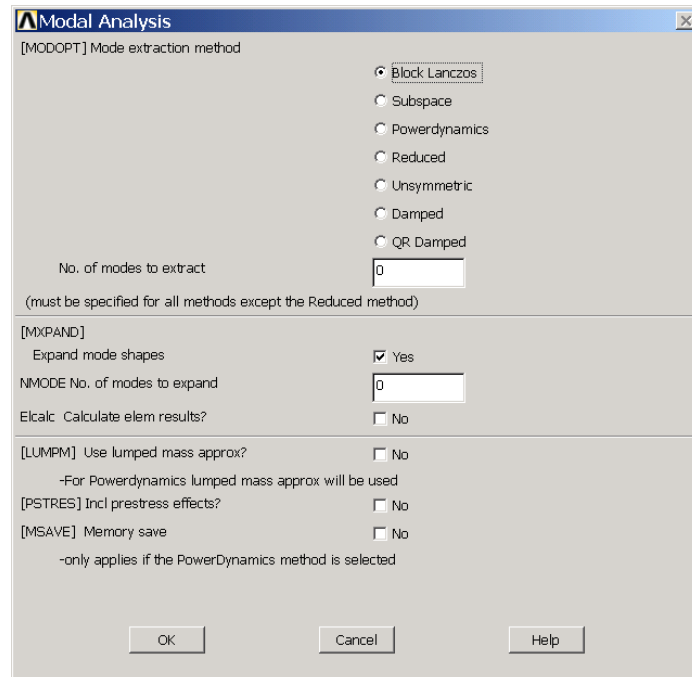 Modal Analysis
[MODOPT] Mode extraction method
Block Lanczos
Subspace
Powerdynamics
Reduced
Unsymmetric
Damped
QR Damped
No. of modes to extract 0
(must be specified for all methods except the Reduced method)
[MXPAND]
Expand mode shapes Yes
NMODE No. of modes to expand 0
Elcalc Calculate elem results? No
[LUMPM] Use lumped mass approx? No
-For Powerdynamics lumped mass approx will be used
[PSTRES] Incl prestress effects? No
[MSAVE] Memory save No
-only applies if the PowerDynamics method is selected
OK Cancel Help